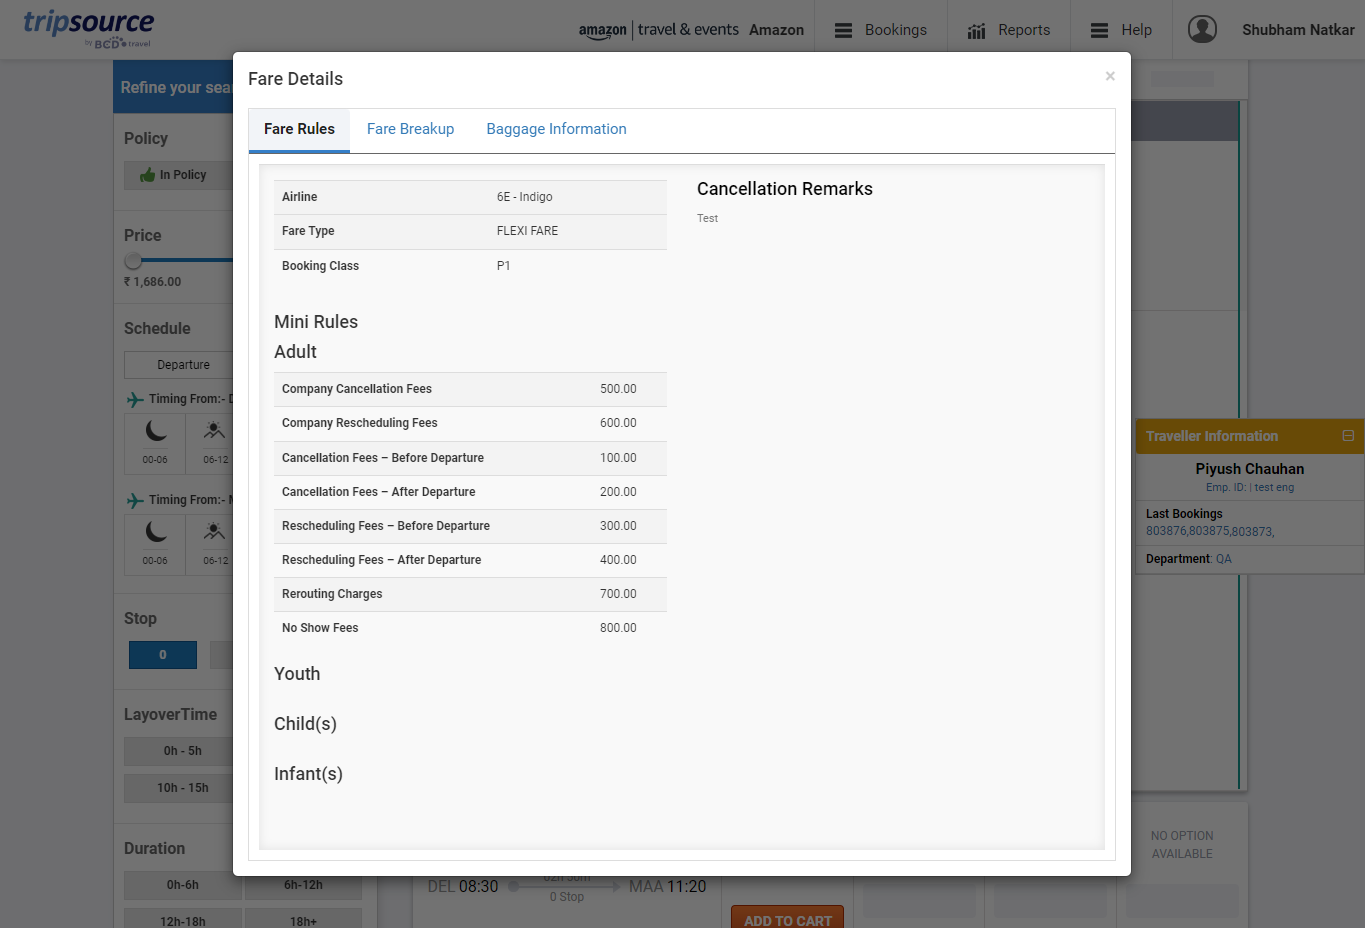 tripsource
by BCD travel
amazon | travel & events Amazon
Bookings
Reports
Help
Shubham Natkar
Refine your sea
Policy
In Policy
Price
₹ 1,686.00
Schedule
Departure
Timing From:- D
00-06 06-12
Timing From:- M
00-06 06-12
Stop
0
LayoverTime
0h - 5h
10h - 15h
Duration
0h-6h 6h-12h
12h-18h 18h+
Fare Details ×
Fare Rules Fare Breakup Baggage Information
Airline 6E - Indigo
Fare Type FLEXI FARE
Booking Class P1
Cancellation Remarks
Test
Mini Rules
Adult
Company Cancellation Fees 500.00
Company Rescheduling Fees 600.00
Cancellation Fees – Before Departure 100.00
Cancellation Fees – After Departure 200.00
Rescheduling Fees – Before Departure 300.00
Rescheduling Fees – After Departure 400.00
Rerouting Charges 700.00
No Show Fees 800.00
Youth
Child(s)
Infant(s)
Traveller Information
Piyush Chauhan
Emp. ID: | test eng
Last Bookings
803876,803875,803873,
Department: QA
NO OPTION
AVAILABLE
DEL 08:30 MAA 11:20
0 Stop
ADD TO CART